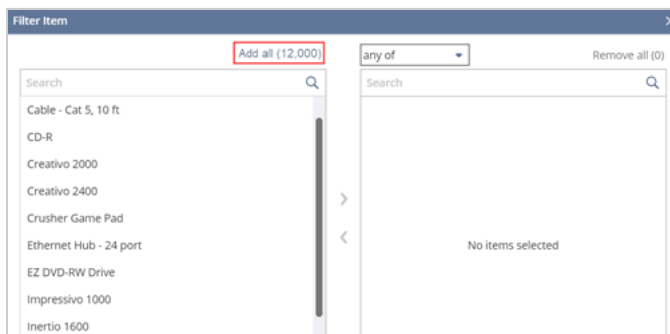 Filter Item
Add all (12,000)
any of
Remove all (0)
Search
Search
Cable - Cat 5, 10 ft
CD-R
Creativo 2000
Creativo 2400
Crusher Game Pad
Ethernet Hub - 24 port
No items selected
EZ DVD-RW Drive
Impressivo 1000
Inertio 1600